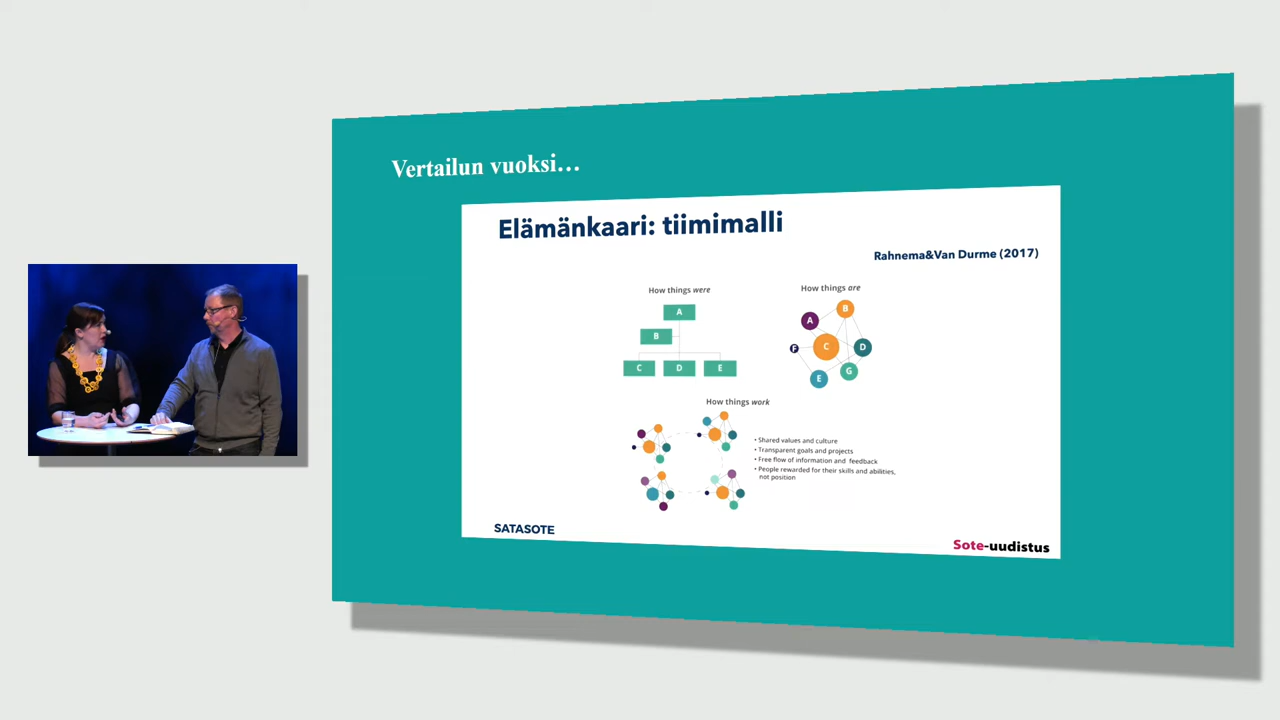 Vertailun vuoksi…
Elämänkaari: tiimimalli
Rahnema&Van Durme (2017)
How things were
A
B
C D E
How things are
B
A
F C D
G
E
How things work
• Shared values and culture
• Transparent goals and projects
• Free flow of information and feedback
• People rewarded for their skills and abilities,
not position
SATASOTE
Sote-uudistus